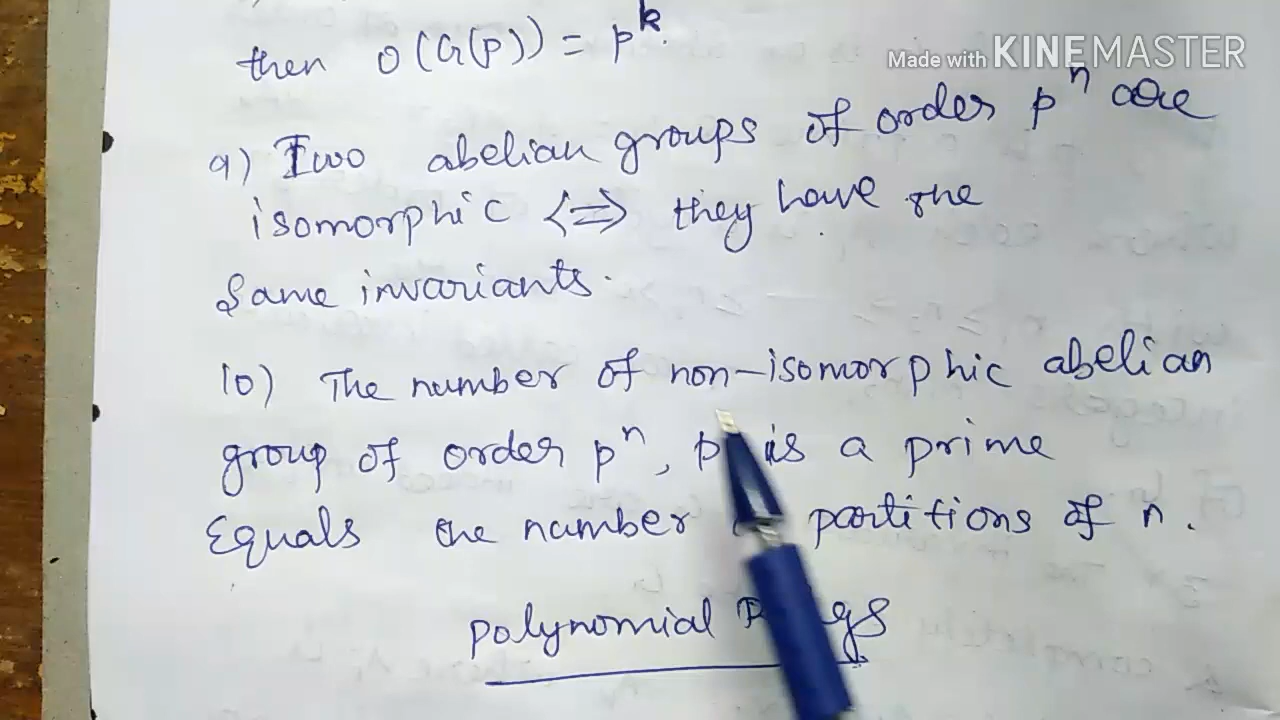 then O(G(p)) = p^k.
Made with KINEMASTER
9) Two abelian groups of order p^n are
isomorphic <=> they have the
Same invariants.
10) The number of non-isomorphic abelian
group of order p^n, p is a prime
Equals the number partitions of n.
polynomial